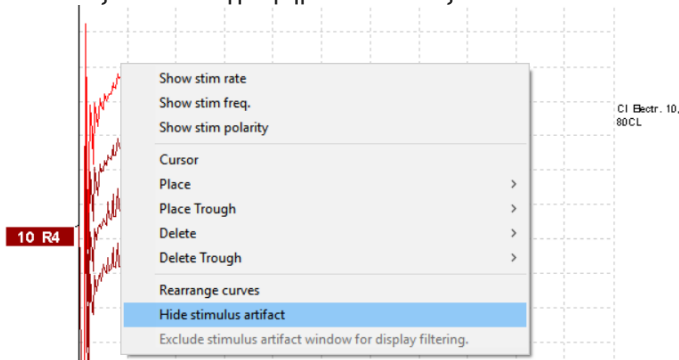 Show stim rate
Show stim freq.
Show stim polarity
Cursor
Place
Place Trough
Delete
Delete Trough
Rearrange curves
Hide stimulus artifact
Exclude stimulus artifact window for display filtering.
10 R4
CI Electr. 10,
80CL